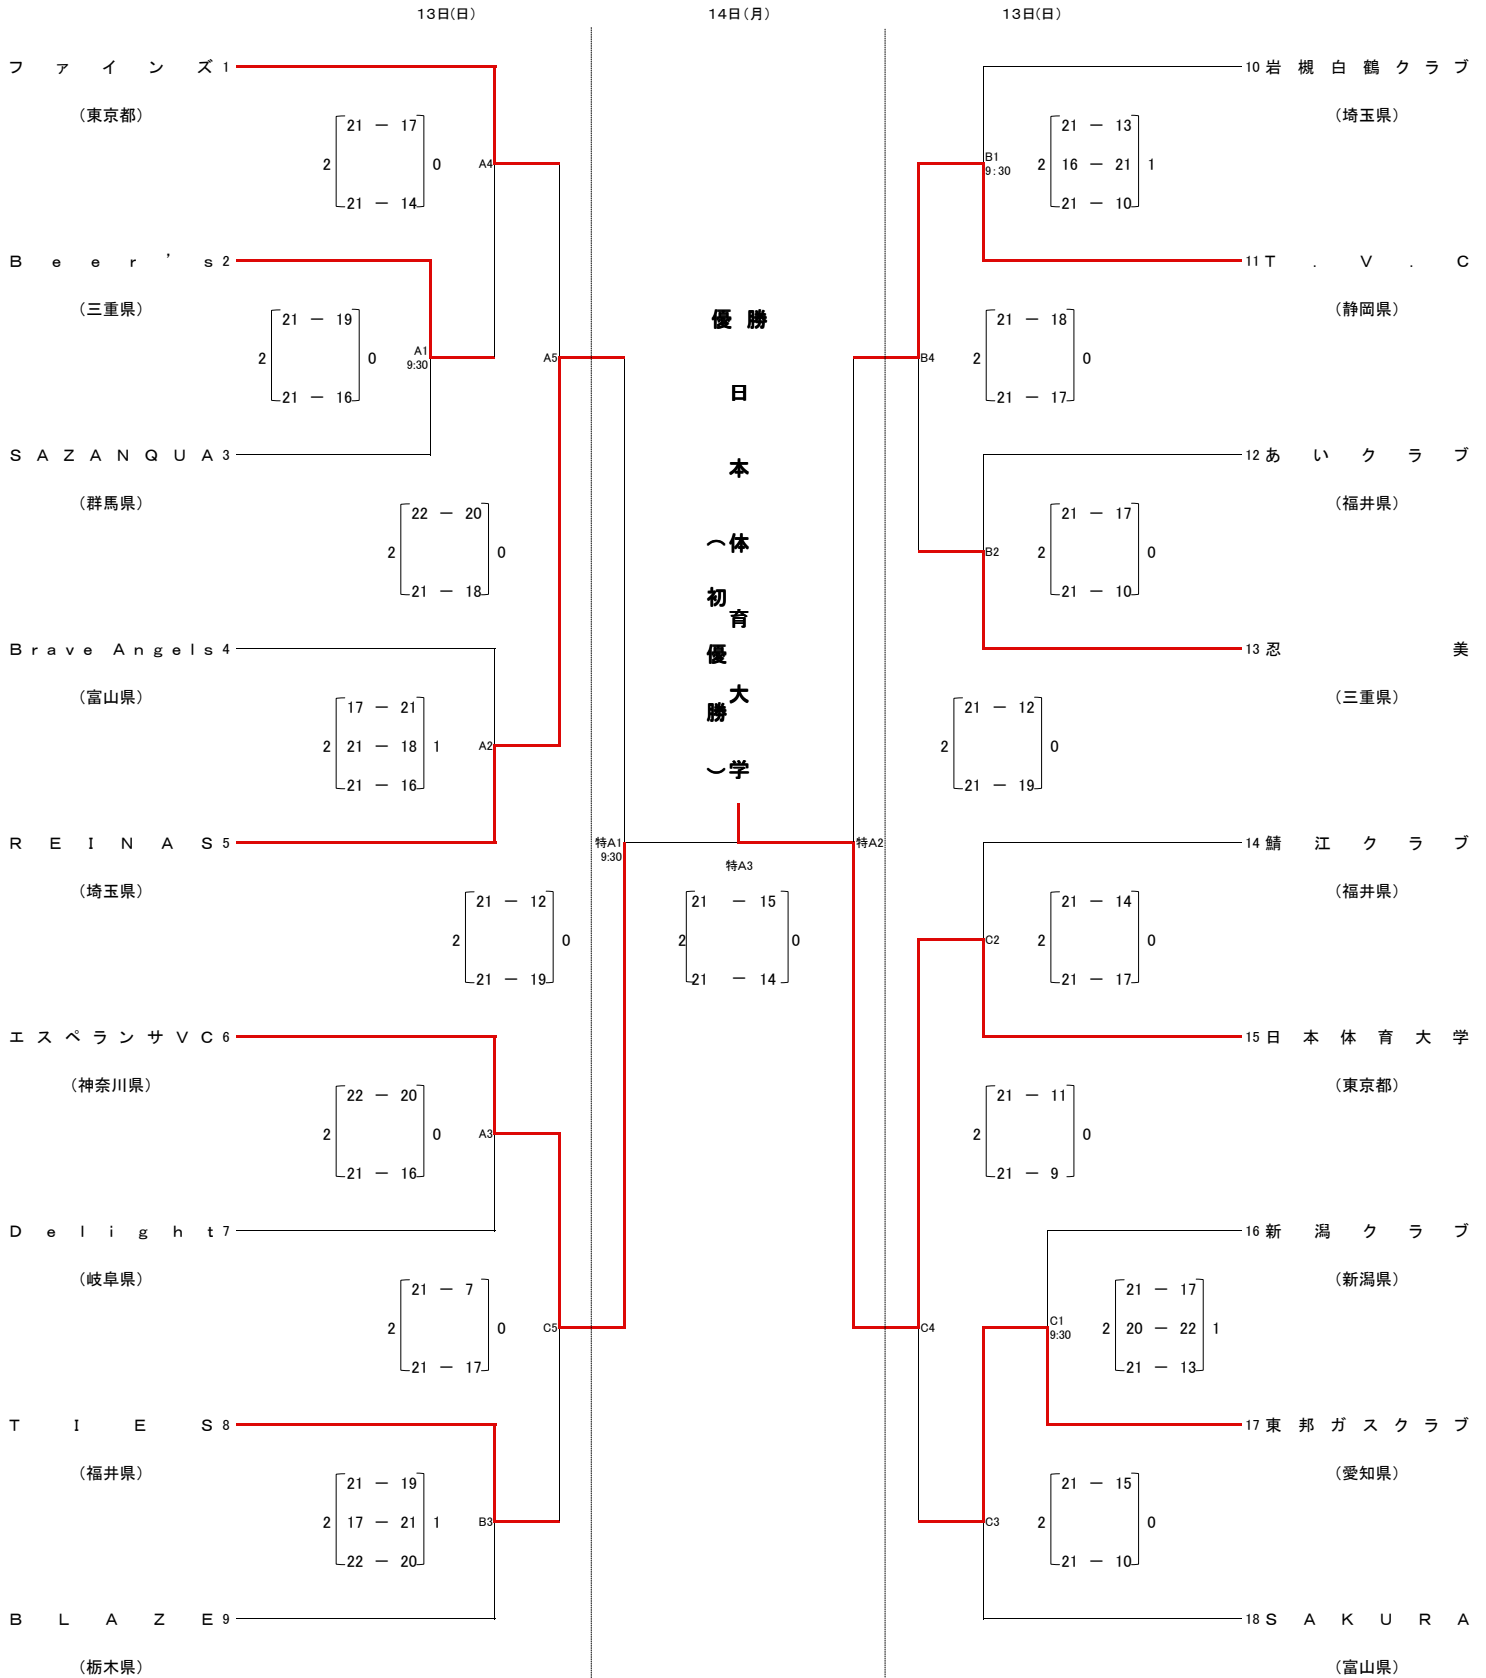 13日(日)
14日(月)
13日(日)
ファインズ 1
(東京都)
21 － 17
2 0 A4
21 － 14
Beer's 2
(三重県)
21 － 19
2 0 A1
9:30
21 － 16
A5
SAZANQUA 3
(群馬県)
22 － 20
2 0
21 － 18
Brave Angels 4
(富山県)
17 － 21
2 21 － 18 1 A2
21 － 16
REINAS 5
(埼玉県)
特A1
9:30
21 － 12
2 0
21 － 19
エスペランサVC 6
(神奈川県)
22 － 20
2 0 A3
21 － 16
Delight 7
(岐阜県)
21 － 7
2 0 C5
21 － 17
TIES 8
(福井県)
21 － 19
2 17 － 21 1 B3
22 － 20
BLAZE 9
(栃木県)
優勝
日本体育大学
(初優勝)
特A3
21 － 15
2 0
21 － 14
10 岩槻白鶴クラブ
(埼玉県)
B1
9:30
21 － 13
2 16 － 21 1
21 － 10
11 T.V.C
(静岡県)
21 － 18
B4 2 0
21 － 17
12 あいクラブ
(福井県)
21 － 17
B2 2 0
21 － 10
13 忍美
(三重県)
21 － 12
2 0
21 － 19
特A2
14 鯖江クラブ
(福井県)
21 － 14
C2 2 0
21 － 17
15 日本体育大学
(東京都)
21 － 11
2 0
21 － 9
16 新潟クラブ
(新潟県)
C4
C1
9:30
21 － 17
2 20 － 22 1
21 － 13
17 東邦ガスクラブ
(愛知県)
21 － 15
C3 2 0
21 － 10
18 SAKURA
(富山県)